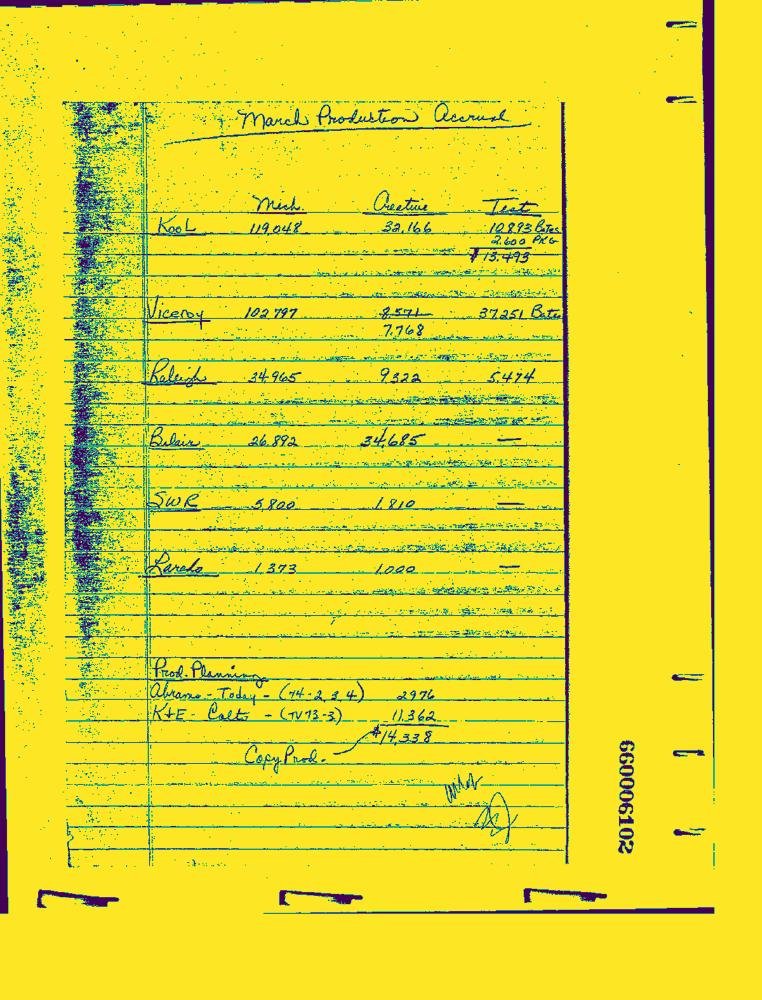 March Production Accrual
Mech. Creative Test
KooL 119,048 32,166 10,893 Bates
2,600 PKG
$13,493
Viceroy 102,797 8,571 37,251 Bates
7,768
Raleigh 34,965 9,322 5,474
Belair 26,892 34,685 —
SWR 5,800 1,810 —
Laredo 1,373 1,000 —
Prod. Planning
Abrams - Today - (74-2, 3, 4) 2976
K+E - Colts - (TV73-3) 11,362
$14,338
Copy Prod.
660006102